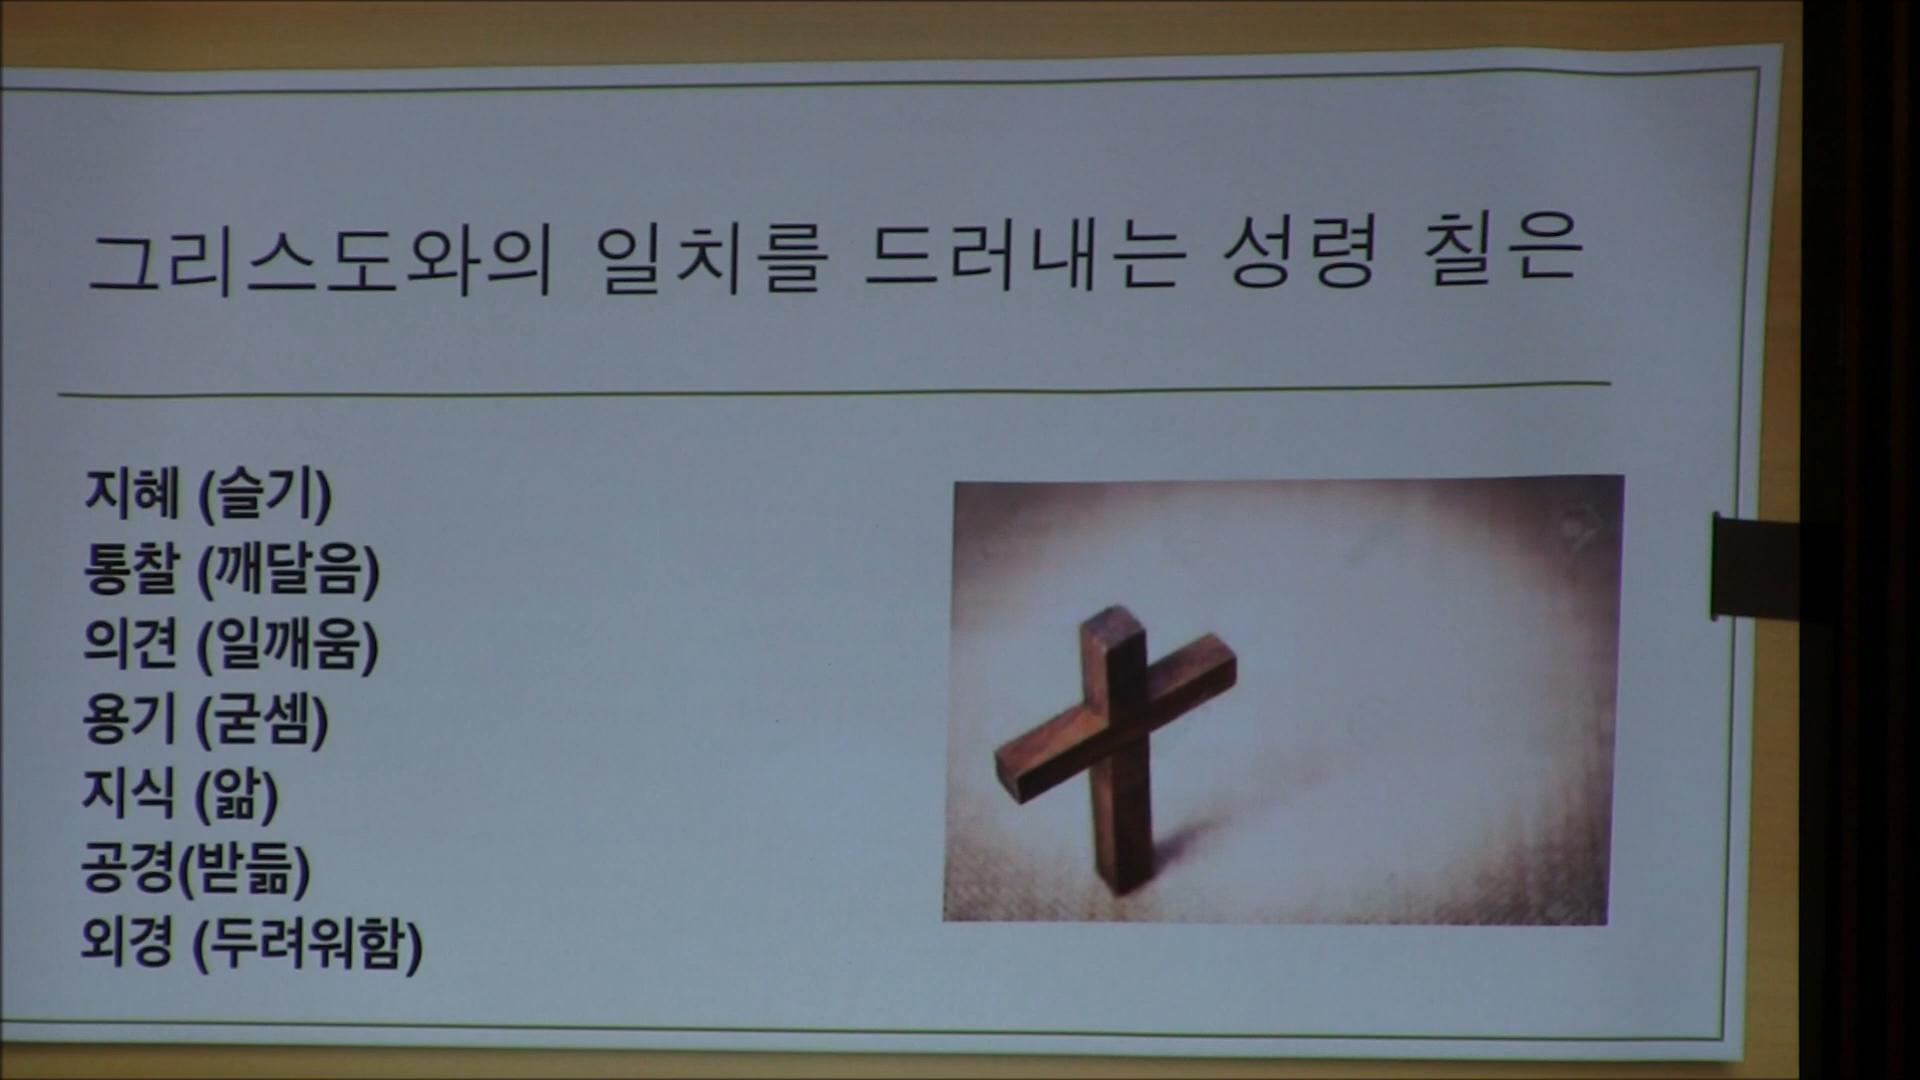 그리스도와의 일치를 드러내는 성령 칠은
지혜 (슬기)
통찰 (깨달음)
의견 (일깨움)
용기 (굳셈)
지식 (앎)
공경(받듦)
외경 (두려워함)